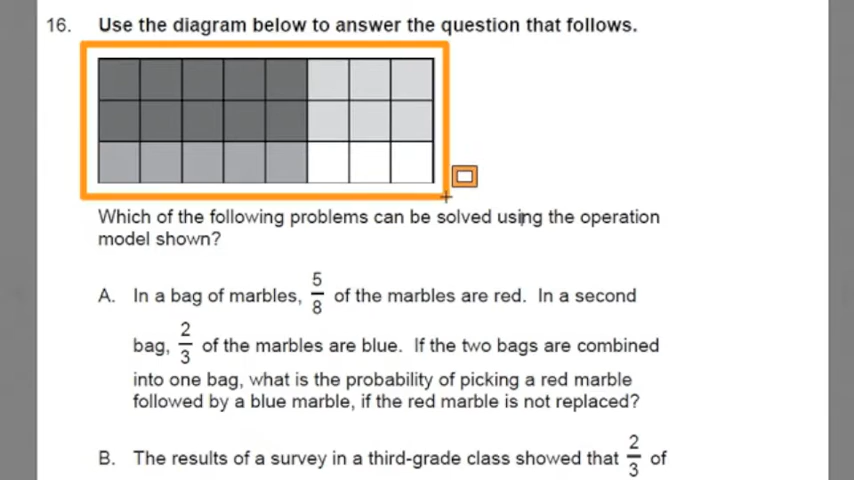 16. Use the diagram below to answer the question that follows.
Which of the following problems can be solved using the operation
model shown?
A. In a bag of marbles, 5/8 of the marbles are red. In a second
bag, 2/3 of the marbles are blue. If the two bags are combined
into one bag, what is the probability of picking a red marble
followed by a blue marble, if the red marble is not replaced?
B. The results of a survey in a third-grade class showed that 2/3 of